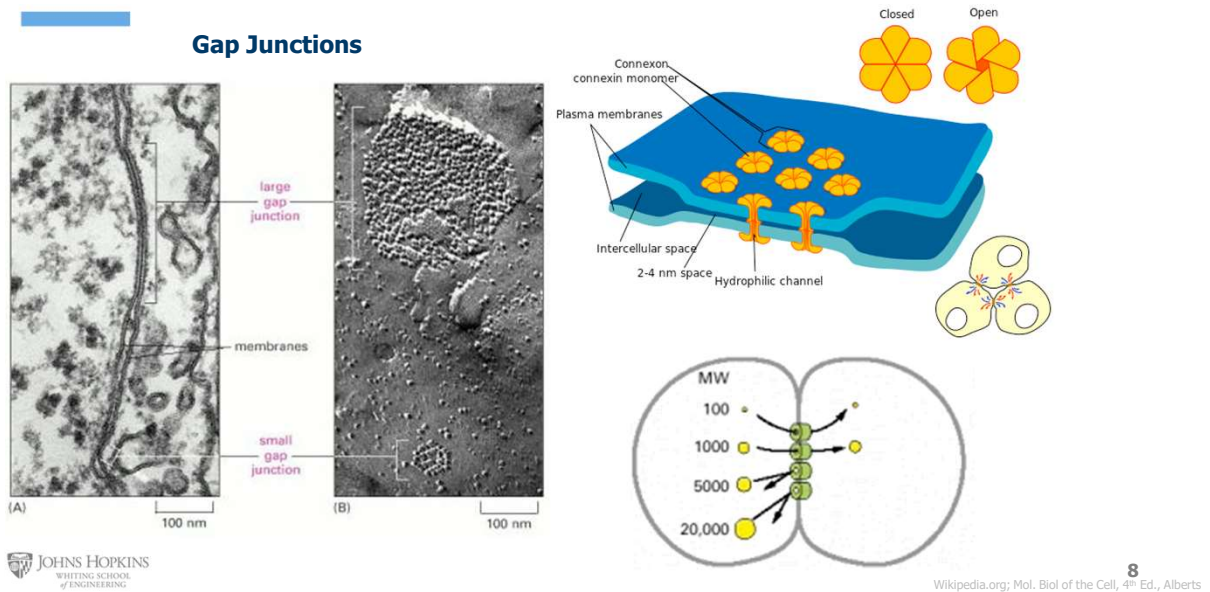 Gap Junctions
large
gap
junction
membranes
small
gap
junction
(A)
100 nm
(B)
100 nm
Closed
Open
Connexon
connexin monomer
Plasma membranes
Intercellular space
2-4 nm space
Hydrophilic channel
MW
100
1000
5000
20,000
JOHNS HOPKINS
WHITING SCHOOL
of ENGINEERING
8
Wikipedia.org; Mol. Biol of the Cell, 4th Ed., Alberts